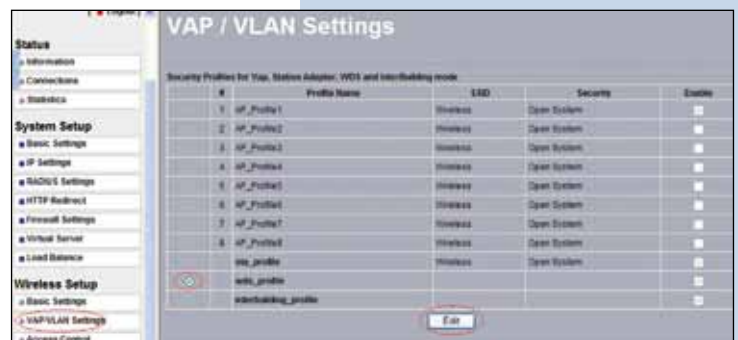 VAP / VLAN Settings
Status
Information
Connections
Statistics
System Setup
Basic Settings
IP Settings
RADIUS Settings
HTTP Redirect
Firewall Settings
Virtual Server
Load Balance
Wireless Setup
Basic Settings
VAP/VLAN Settings
Access Control
Security Profiles for Vap, Station Adapter, WDS and Interbuilding mode
# Profile Name SSID Security Enable
1 AP_Profile1 Wireless Open System
2 AP_Profile2 Wireless Open System
3 AP_Profile3 Wireless Open System
4 AP_Profile4 Wireless Open System
5 AP_Profile5 Wireless Open System
6 AP_Profile6 Wireless Open System
7 AP_Profile7 Wireless Open System
8 AP_Profile8 Wireless Open System
sta_profile Wireless Open System
wds_profile
interbuilding_profile
Edit